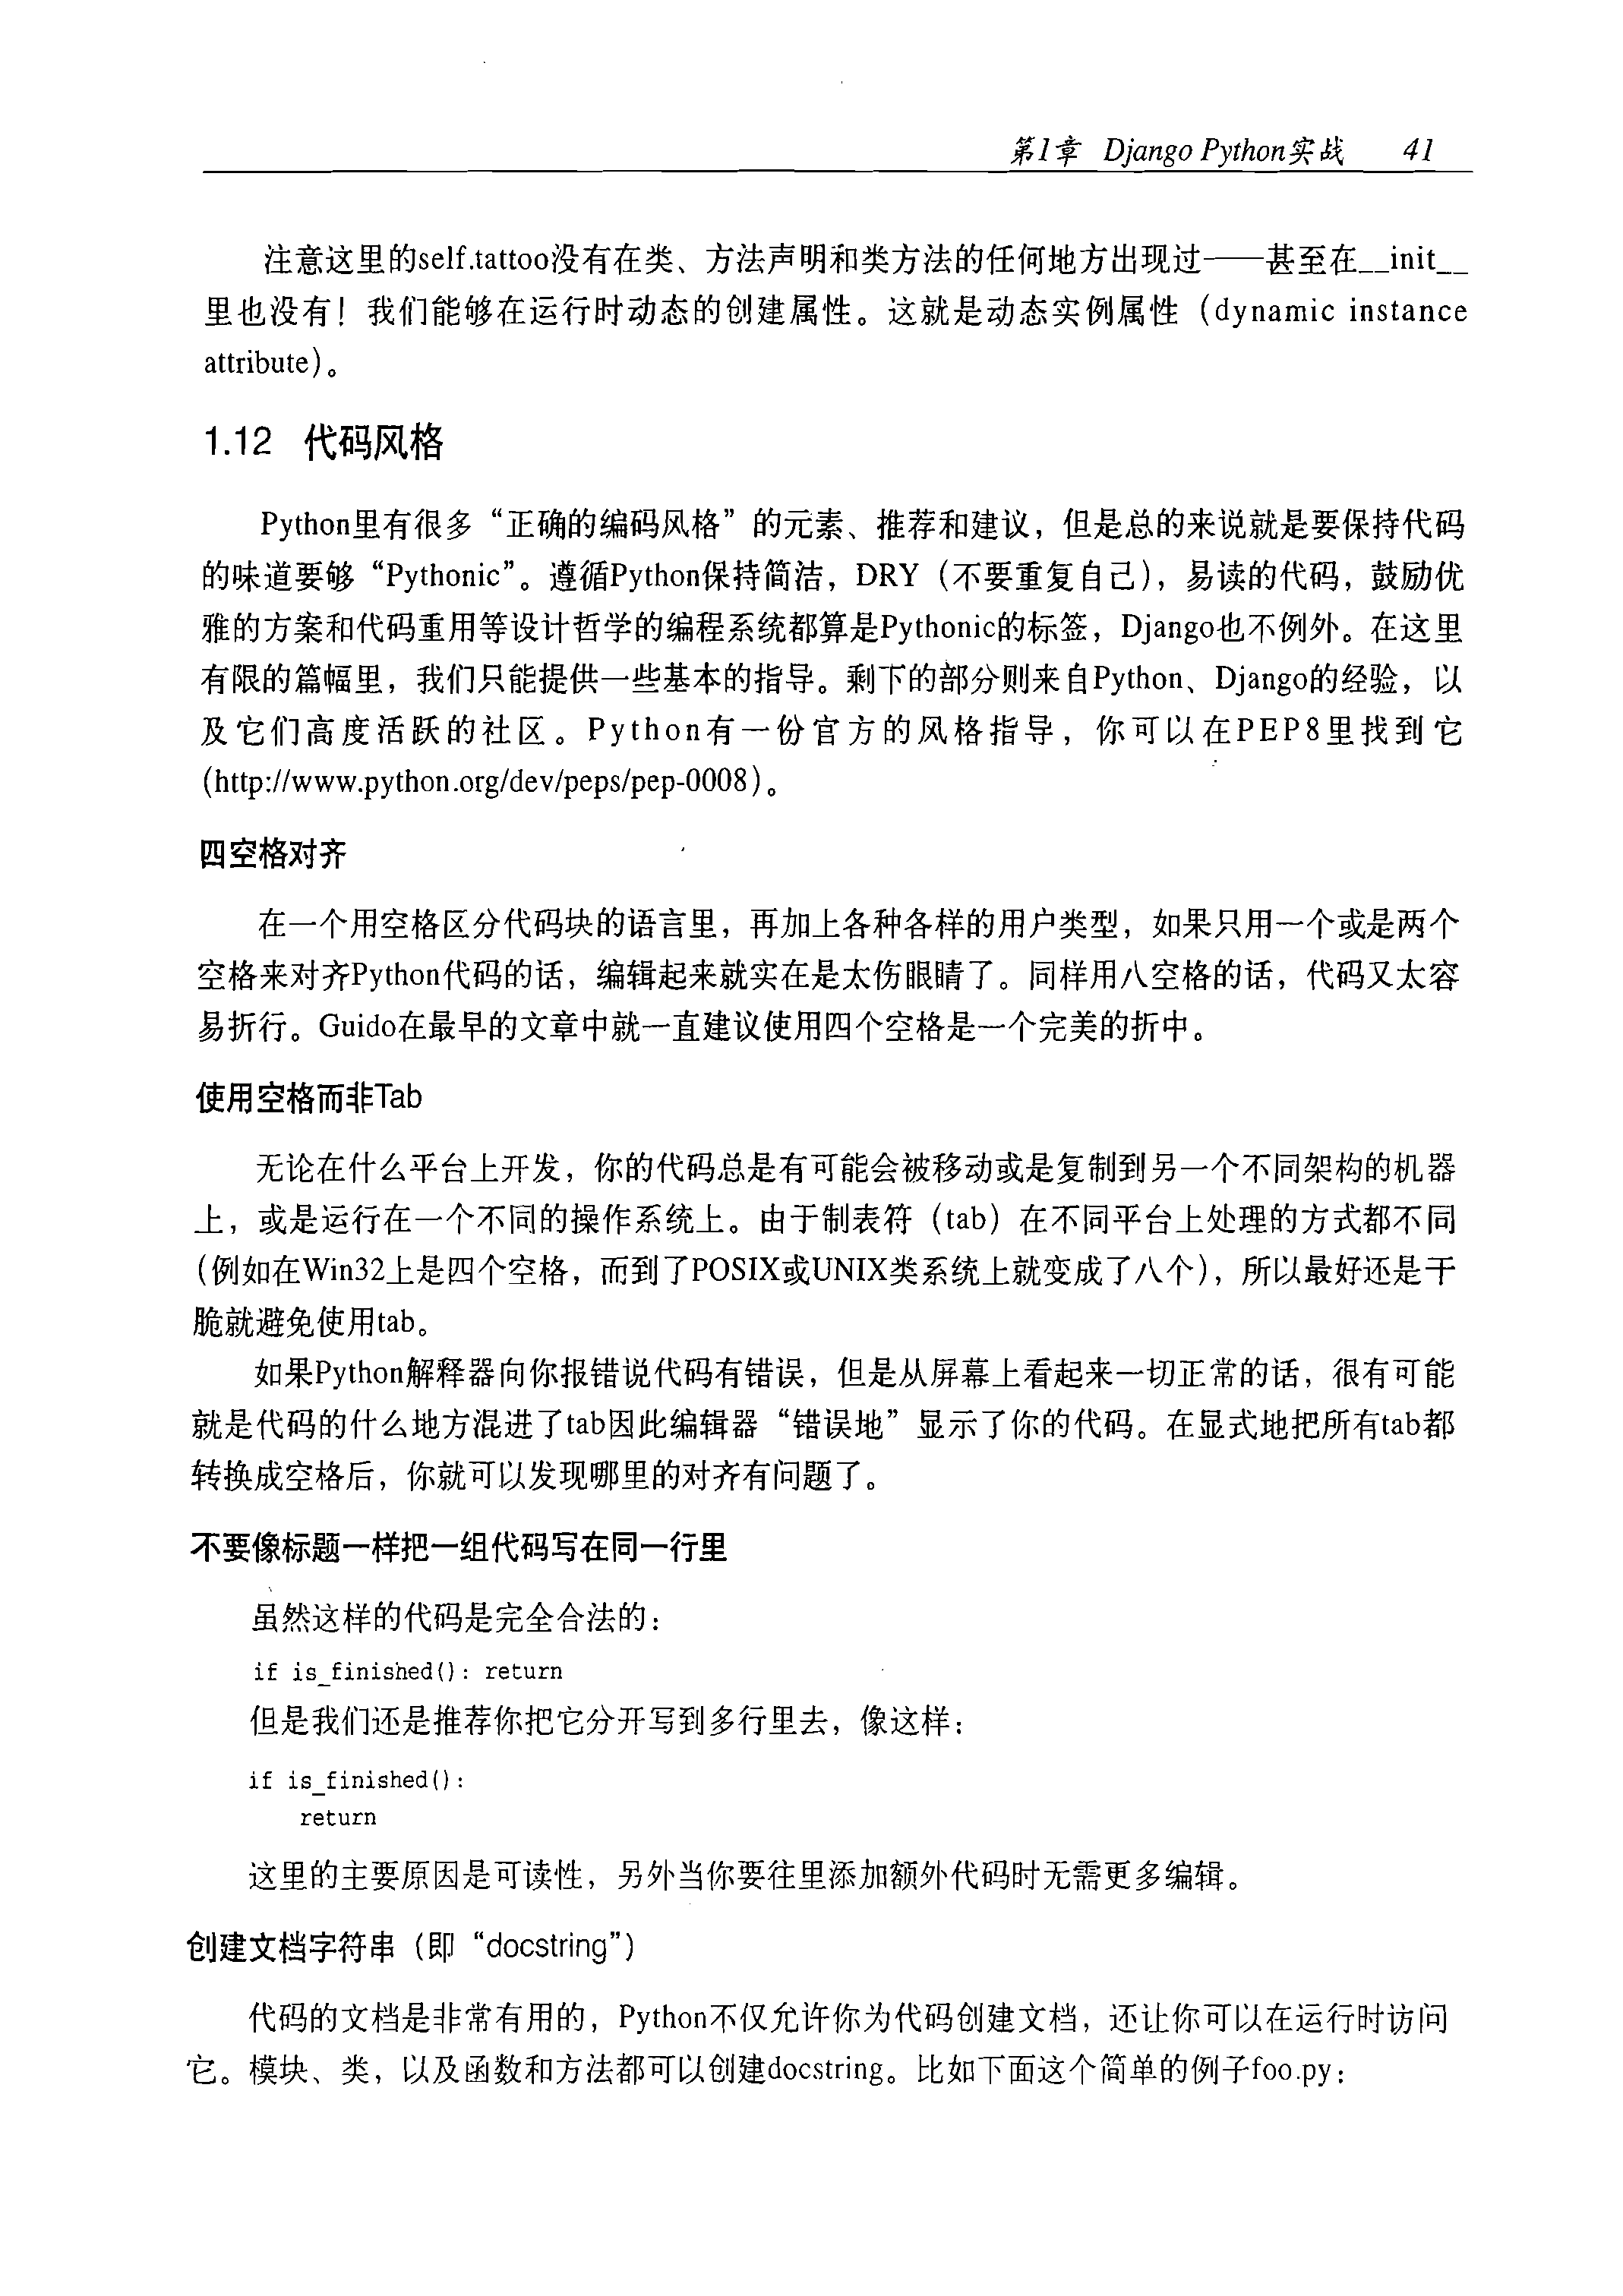 第1章 Django Python实战 41
注意这里的self.tattoo没有在类、方法声明和类方法的任何地方出现过——甚至在__init__
里也没有！我们能够在运行时动态的创建属性。这就是动态实例属性（dynamic instance
attribute）。
1.12 代码风格
Python里有很多“正确的编码风格”的元素、推荐和建议，但是总的来说就是要保持代码
的味道要够“Pythonic”。遵循Python保持简洁，DRY（不要重复自己），易读的代码，鼓励优
雅的方案和代码重用等设计哲学的编程系统都算是Pythonic的标签，Django也不例外。在这里
有限的篇幅里，我们只能提供一些基本的指导。剩下的部分则来自Python、Django的经验，以
及它们高度活跃的社区。Python有一份官方的风格指导，你可以在PEP8里找到它
（http://www.python.org/dev/peps/pep-0008）。
四空格对齐
在一个用空格区分代码块的语言里，再加上各种各样的用户类型，如果只用一个或是两个
空格来对齐Python代码的话，编辑起来就实在是太伤眼睛了。同样用八空格的话，代码又太容
易折行。Guido在最早的文章中就一直建议使用四个空格是一个完美的折中。
使用空格而非Tab
无论在什么平台上开发，你的代码总是有可能会被移动或是复制到另一个不同架构的机器
上，或是运行在一个不同的操作系统上。由于制表符（tab）在不同平台上处理的方式都不同
（例如在Win32上是四个空格，而到了POSIX或UNIX类系统上就变成了八个），所以最好还是干
脆就避免使用tab。
如果Python解释器向你报错说代码有错误，但是从屏幕上看起来一切正常的话，很有可能
就是代码的什么地方混进了tab因此编辑器“错误地”显示了你的代码。在显式地把所有tab都
转换成空格后，你就可以发现哪里的对齐有问题了。
不要像标题一样把一组代码写在同一行里
虽然这样的代码是完全合法的：
if is_finished(): return
但是我们还是推荐你把它分开写到多行里去，像这样：
if is_finished():
return
这里的主要原因是可读性，另外当你要往里添加额外代码时无需更多编辑。
创建文档字符串（即“docstring”）
代码的文档是非常有用的，Python不仅允许你为代码创建文档，还让你可以在运行时访问
它。模块、类，以及函数和方法都可以创建docstring。比如下面这个简单的例子foo.py：